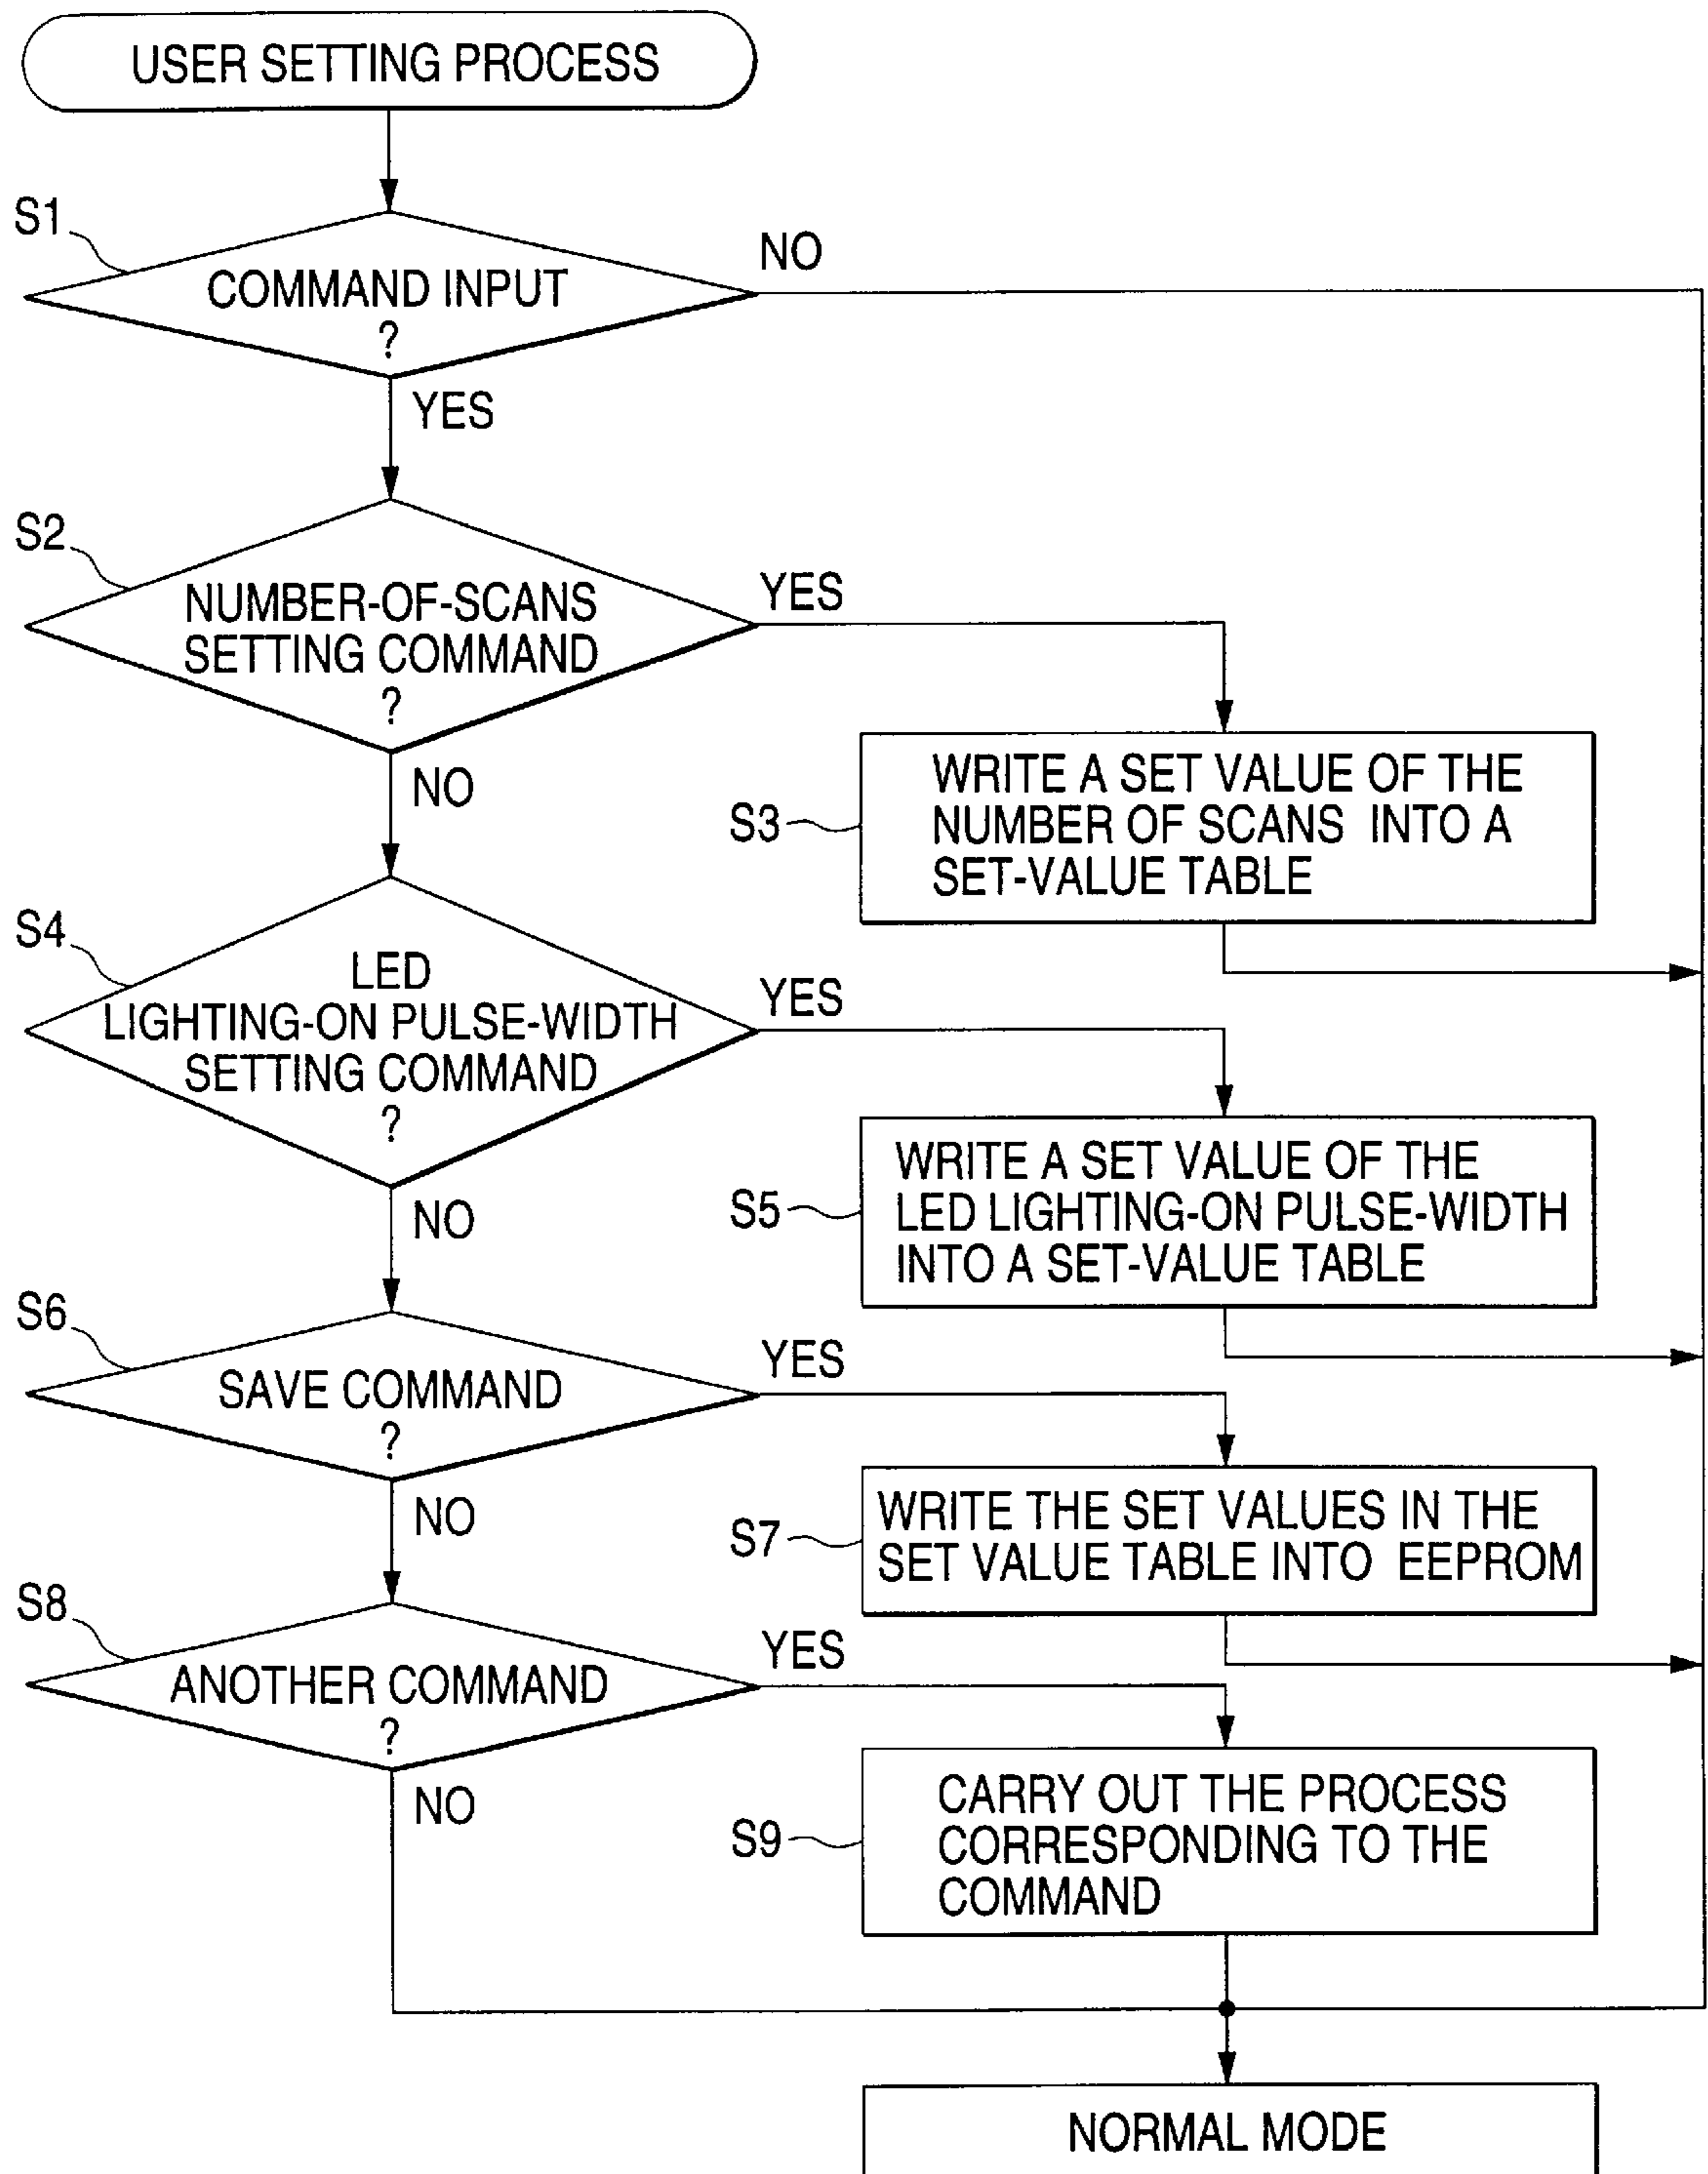 USER SETTING PROCESS
S1
COMMAND INPUT
?
NO
YES
S2
NUMBER-OF-SCANS
SETTING COMMAND
?
YES
NO
S3
WRITE A SET VALUE OF THE
NUMBER OF SCANS INTO A
SET-VALUE TABLE
S4
LED
LIGHTING-ON PULSE-WIDTH
SETTING COMMAND
?
YES
NO
S5
WRITE A SET VALUE OF THE
LED LIGHTING-ON PULSE-WIDTH
INTO A SET-VALUE TABLE
S6
SAVE COMMAND
?
YES
NO
S7
WRITE THE SET VALUES IN THE
SET VALUE TABLE INTO EEPROM
S8
ANOTHER COMMAND
?
YES
NO
S9
CARRY OUT THE PROCESS
CORRESPONDING TO THE
COMMAND
NORMAL MODE